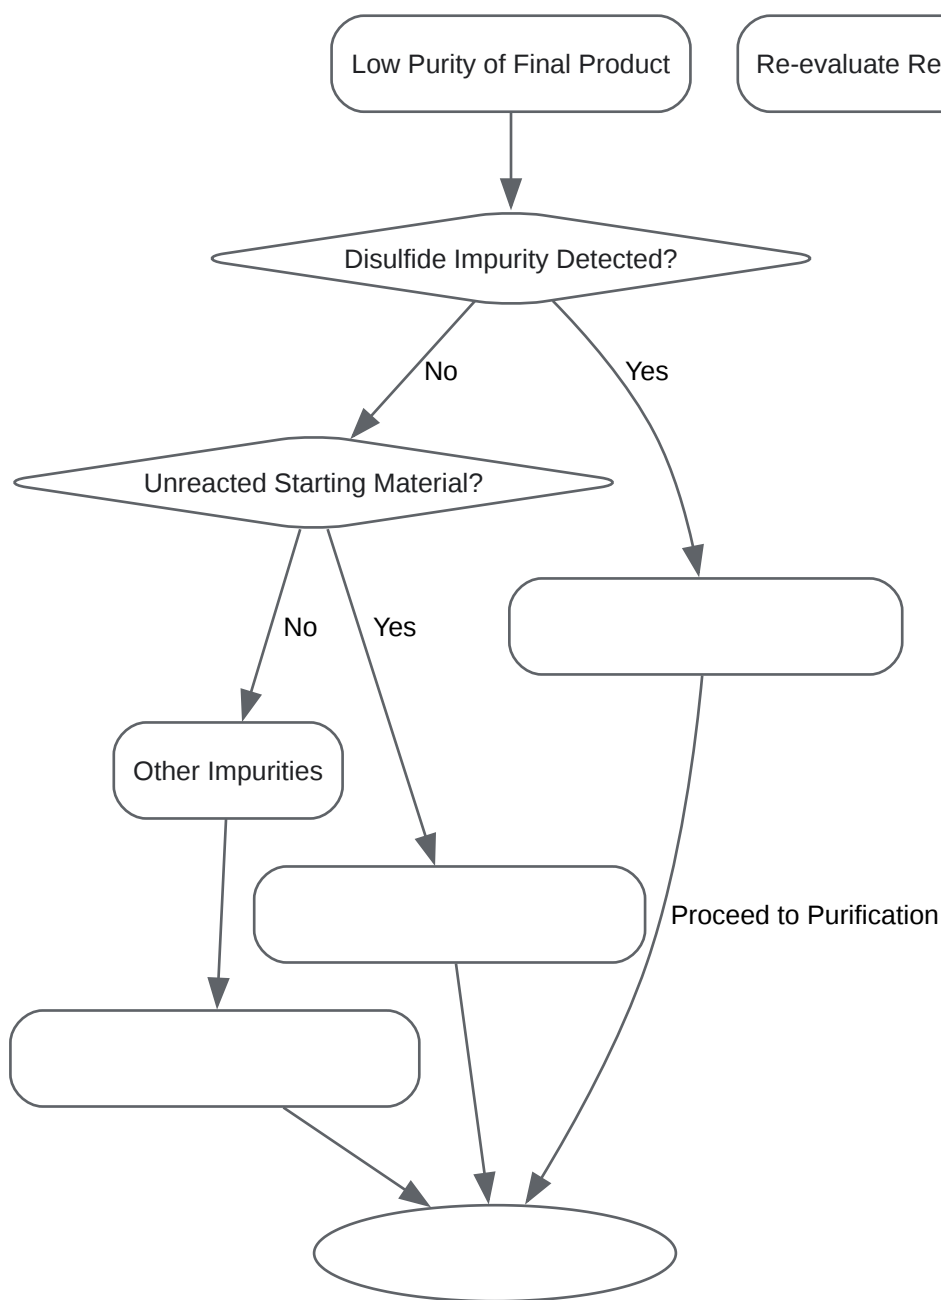 Low Purity of Final Product
Re-evaluate Re
Disulfide Impurity Detected?
No
Yes
Unreacted Starting Material?
No
Yes
Other Impurities
Proceed to Purification